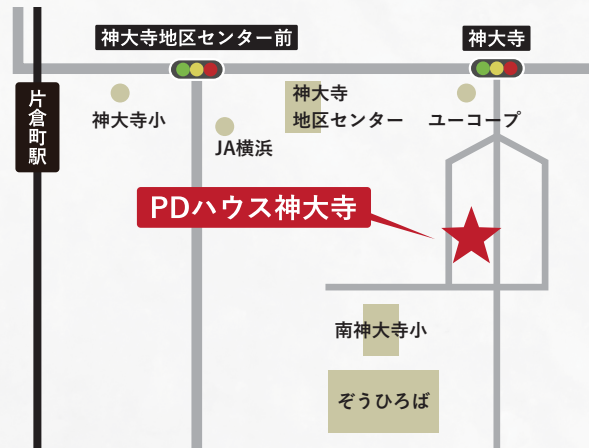 神大寺地区センター前
神大寺
片倉町駅
神大寺小
JA横浜
神大寺
地区センター
ユーコープ
PDハウス神大寺
南神大寺小
ぞうひろば